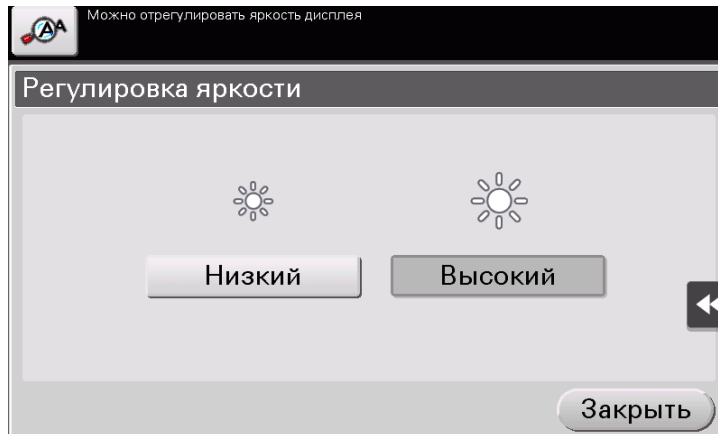 Можно отрегулировать яркость дисплея
Регулировка яркости
Низкий
Высокий
Закрыть